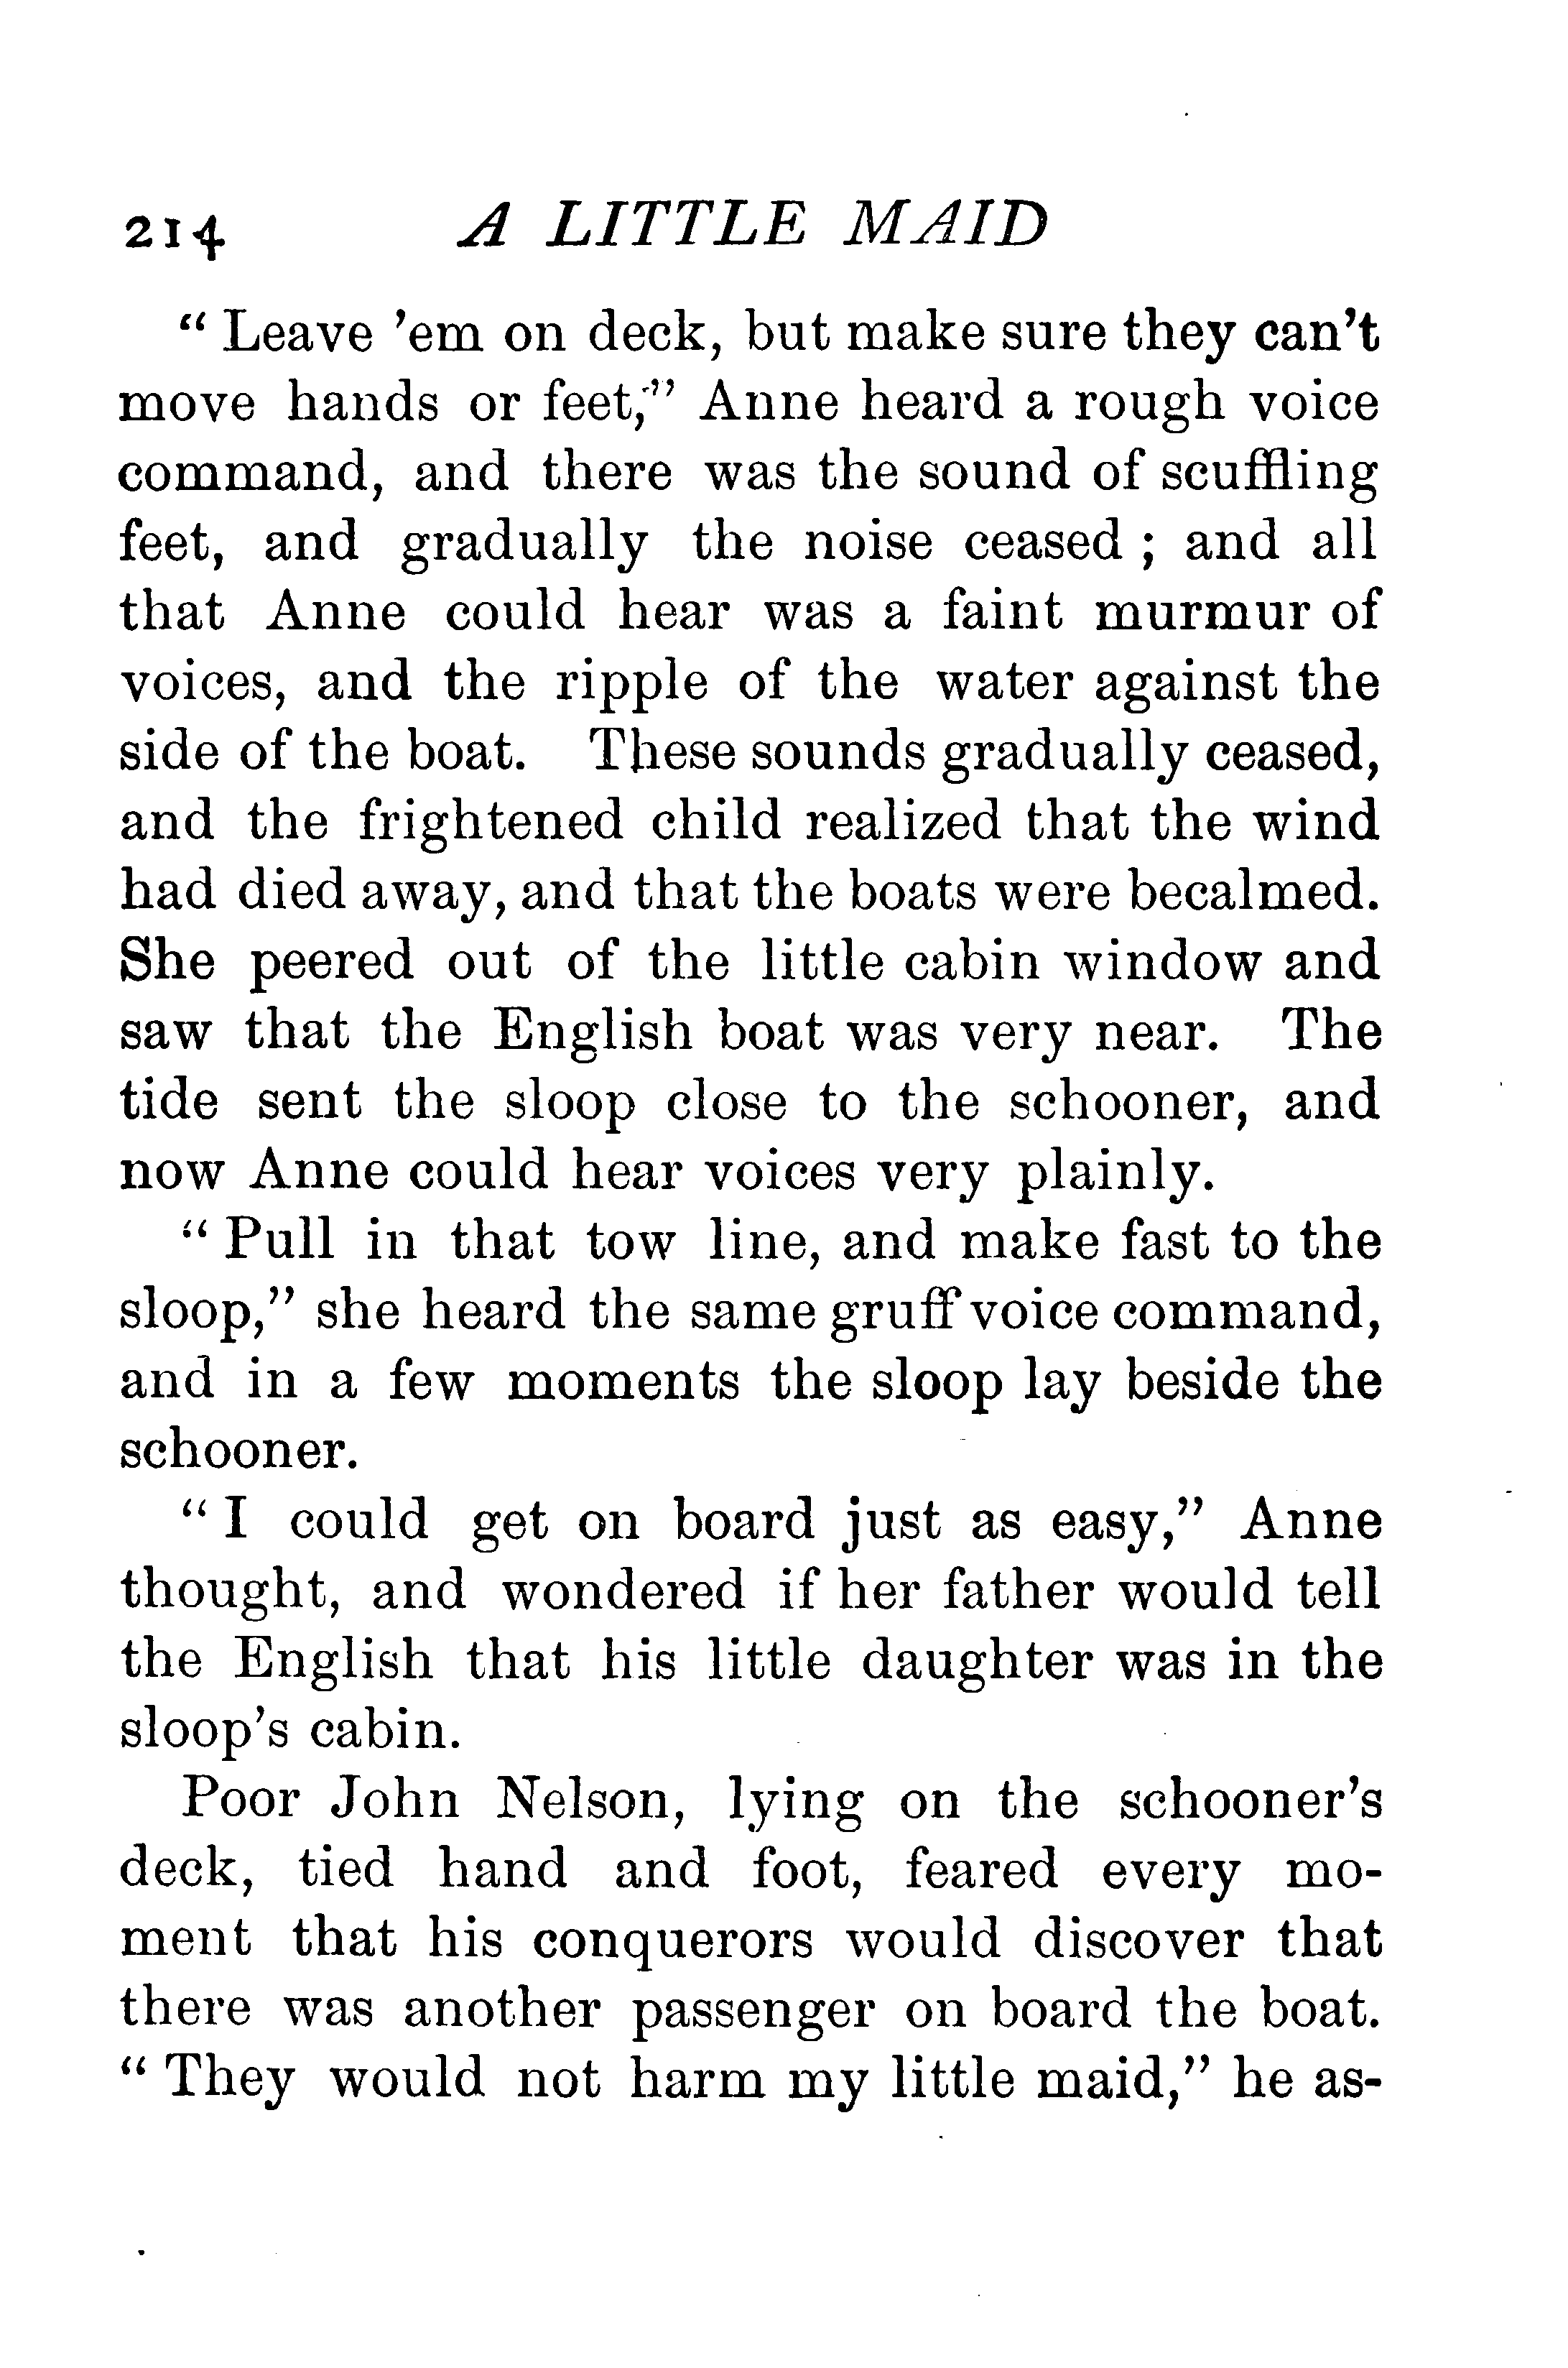 214 A LITTLE MAID
“ Leave ’em on deck, but make sure they can’t
move hands or feet,” Anne heard a rough voice
command, and there was the sound of scuffling
feet, and gradually the noise ceased ; and all
that Anne could hear was a faint murmur of
voices, and the ripple of the water against the
side of the boat. These sounds gradually ceased,
and the frightened child realized that the wind
had died away, and that the boats were becalmed.
She peered out of the little cabin window and
saw that the English boat was very near. The
tide sent the sloop close to the schooner, and
now Anne could hear voices very plainly.
“ Pull in that tow line, and make fast to the
sloop,” she heard the same gruff voice command,
and in a few moments the sloop lay beside the
schooner.
“ I could get on board just as easy,” Anne
thought, and wondered if her father would tell
the English that his little daughter was in the
sloop’s cabin.
Poor John Nelson, lying on the schooner’s
deck, tied hand and foot, feared every mo-
ment that his conquerors would discover that
there was another passenger on board the boat.
“ They would not harm my little maid,” he as-